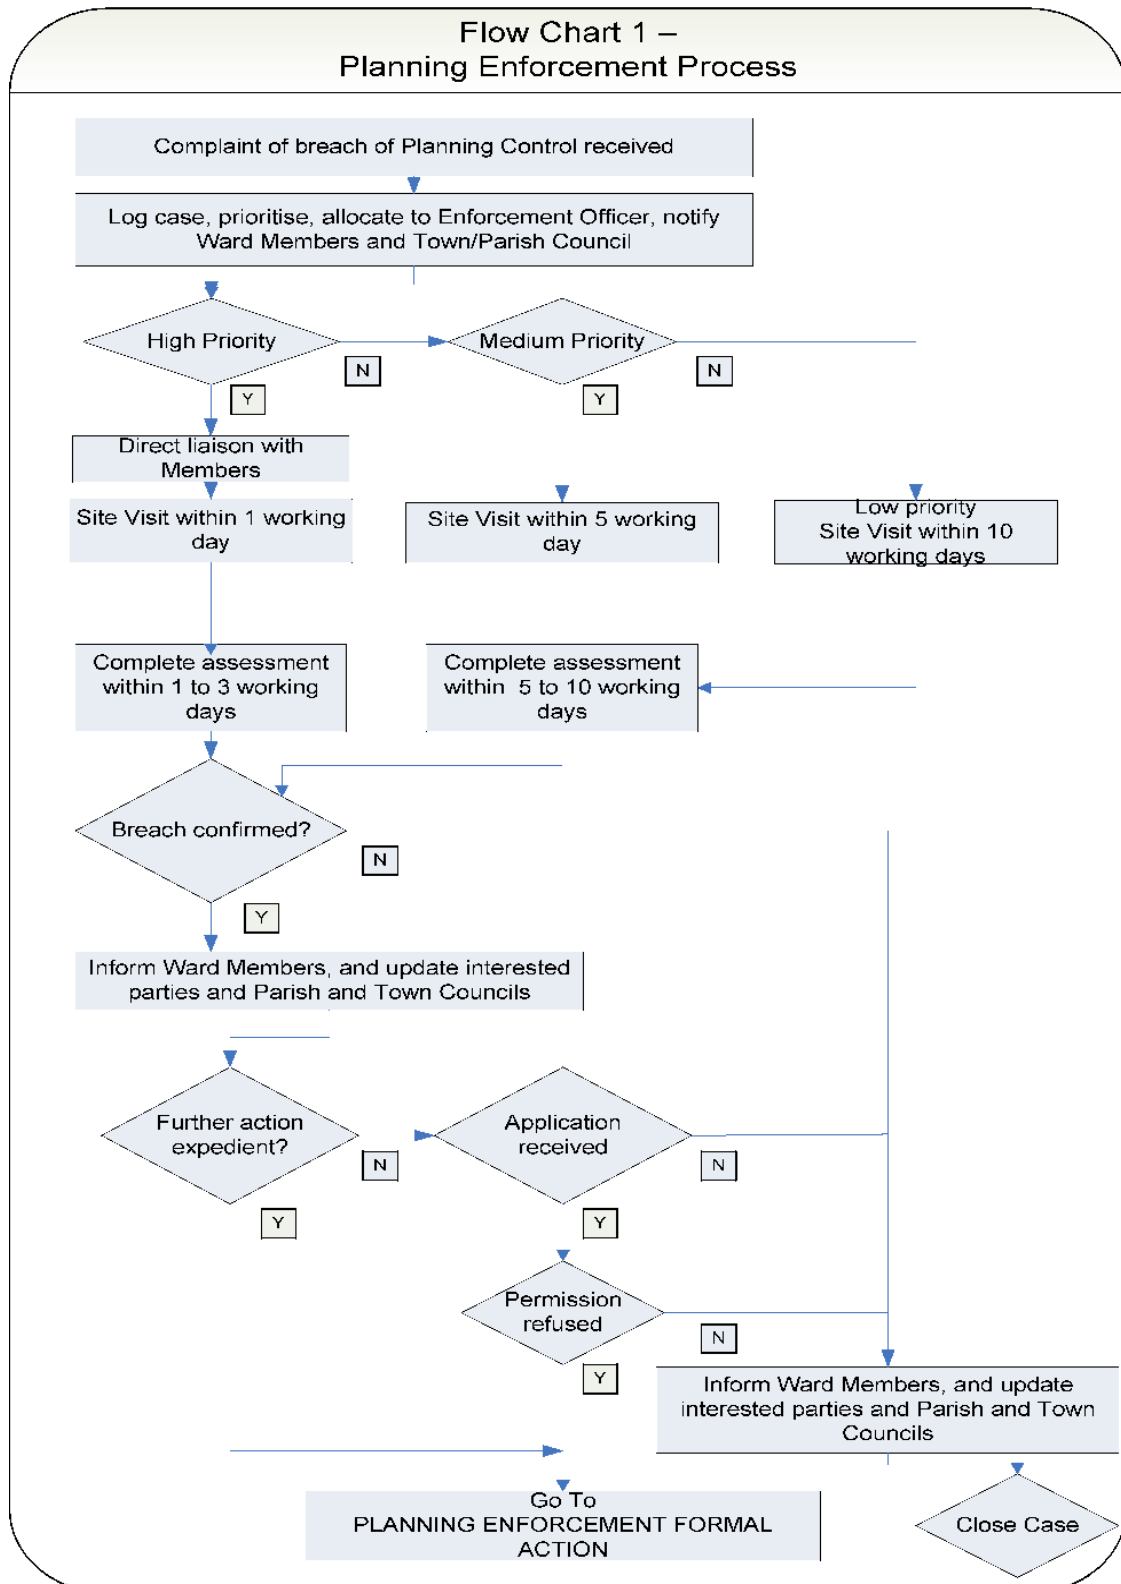 Flow Chart 1 –
Planning Enforcement Process
Complaint of breach of Planning Control received
Log case, prioritise, allocate to Enforcement Officer, notify
Ward Members and Town/Parish Council
High Priority
N
Medium Priority
N
Y
Y
Direct liaison with
Members
Site Visit within 1 working
day
Site Visit within 5 working
day
Low priority
Site Visit within 10
working days
Complete assessment
within 1 to 3 working
days
Complete assessment
within 5 to 10 working
days
Breach confirmed?
N
Y
Inform Ward Members, and update interested
parties and Parish and Town Councils
Further action
expedient?
N
Application
received
N
Y
Y
Permission
refused
N
Y
Inform Ward Members, and update
interested parties and Parish and Town
Councils
Go To
PLANNING ENFORCEMENT FORMAL
ACTION
Close Case